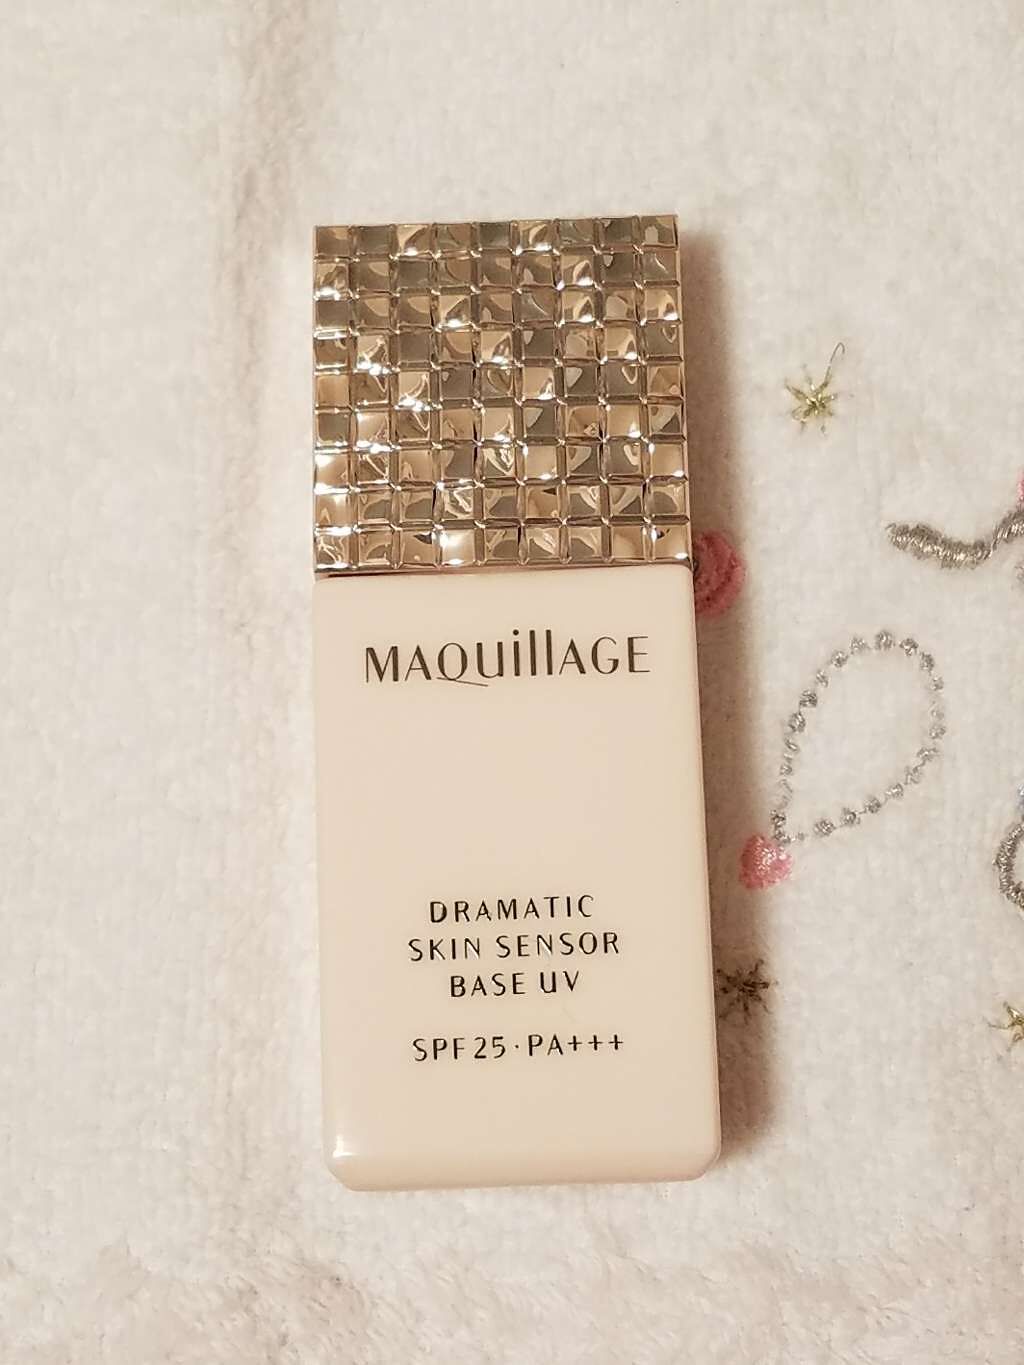 MAQuillAGE
DRAMATIC
SKIN SENSOR
BASE UV
SPF25·PA+++